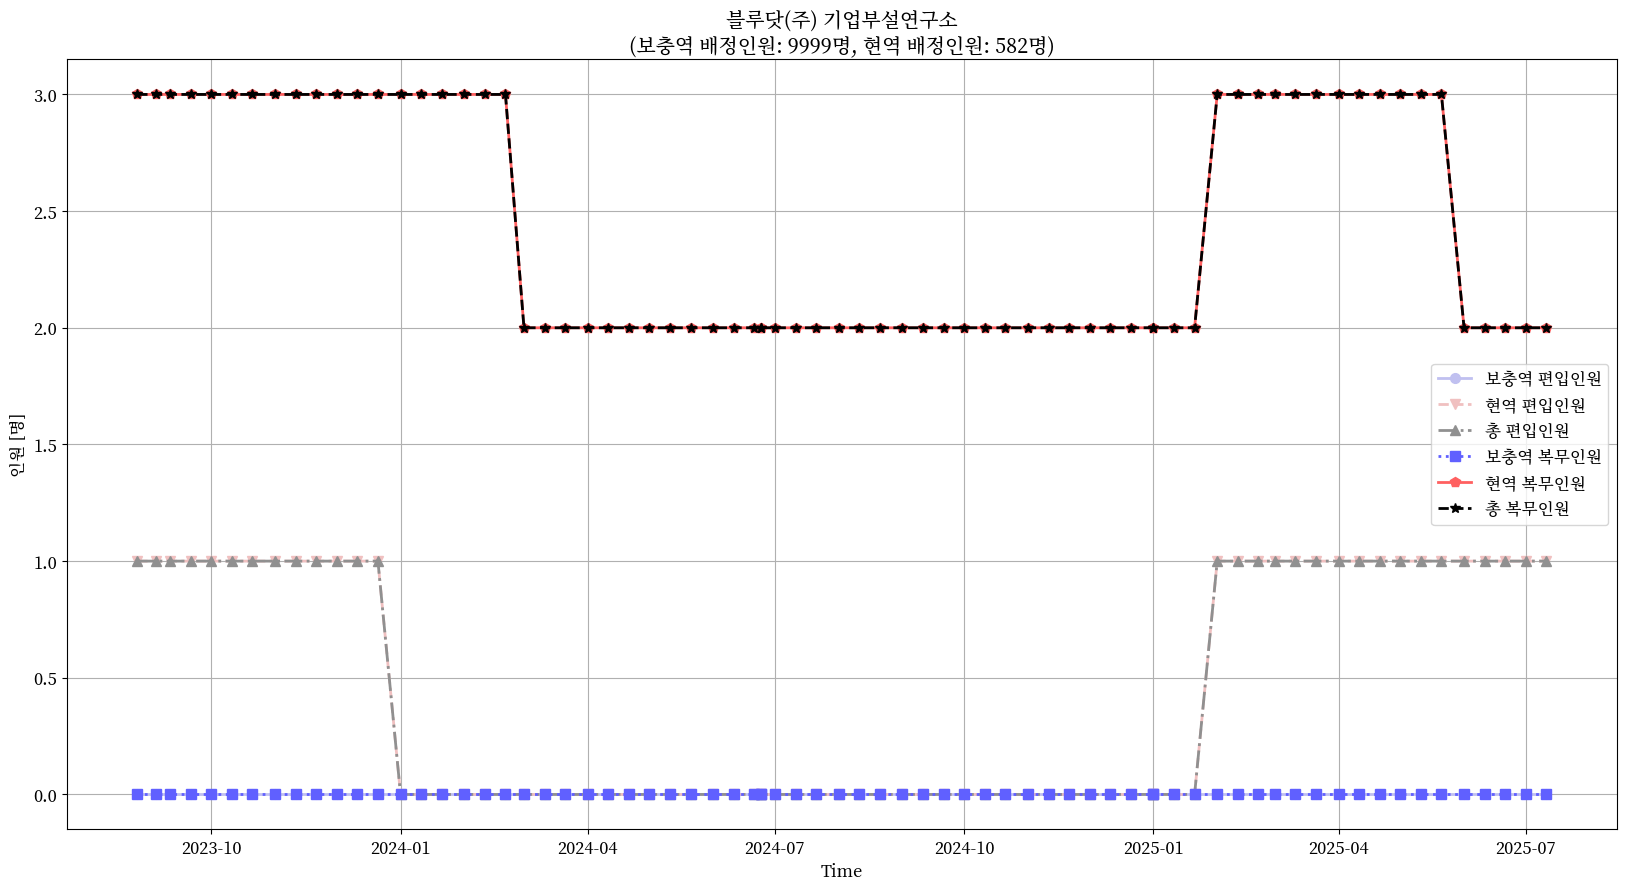 블루닷(주) 기업부설연구소
(보충역 배정인원: 9999명, 현역 배정인원: 582명)
3.0
2.5
2.0
1.5
1.0
0.5
0.0
인원 [명]
보충역 편입인원
현역 편입인원
총 편입인원
보충역 복무인원
현역 복무인원
총 복무인원
2023-10 2024-01 2024-04 2024-07 2024-10 2025-01 2025-04 2025-07
Time